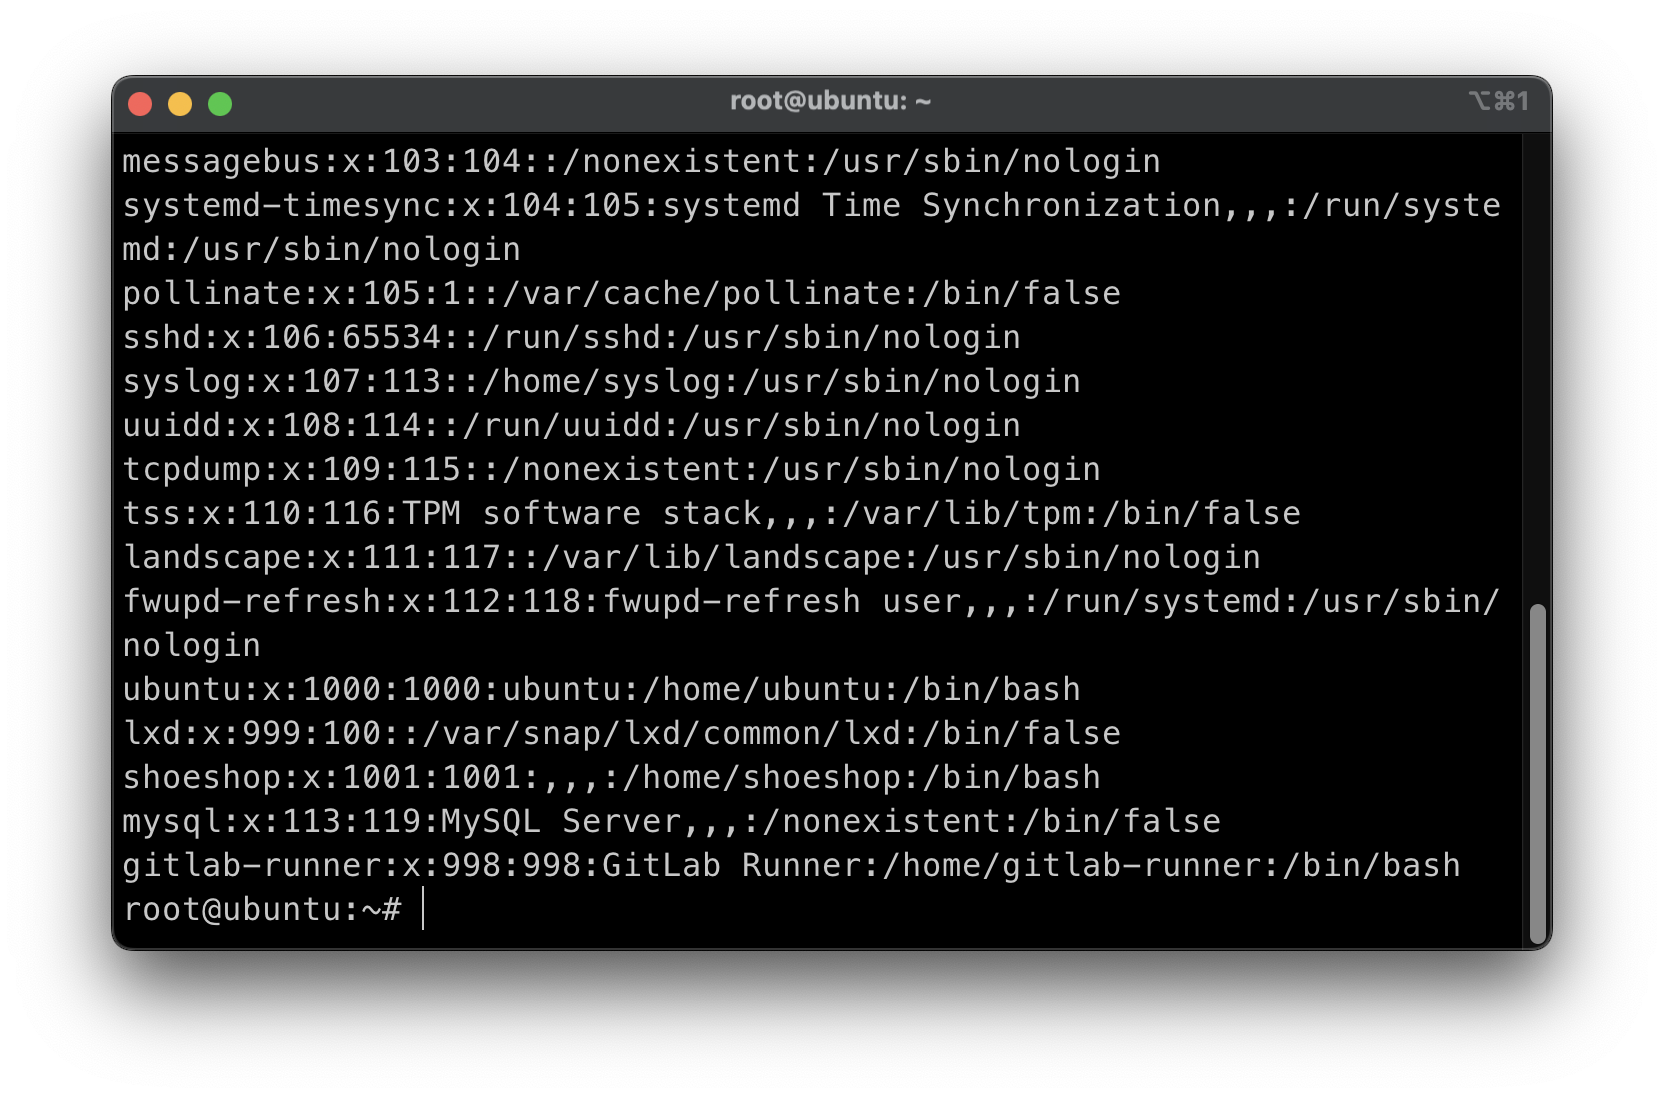 root@ubuntu: ~
⌥⌘1
messagebus:x:103:104::/nonexistent:/usr/sbin/nologin
systemd-timesync:x:104:105:systemd Time Synchronization,,,:/run/syste
md:/usr/sbin/nologin
pollinate:x:105:1::/var/cache/pollinate:/bin/false
sshd:x:106:65534::/run/sshd:/usr/sbin/nologin
syslog:x:107:113::/home/syslog:/usr/sbin/nologin
uuidd:x:108:114::/run/uuidd:/usr/sbin/nologin
tcpdump:x:109:115::/nonexistent:/usr/sbin/nologin
tss:x:110:116:TPM software stack,,,:/var/lib/tpm:/bin/false
landscape:x:111:117::/var/lib/landscape:/usr/sbin/nologin
fwupd-refresh:x:112:118:fwupd-refresh user,,,:/run/systemd:/usr/sbin/
nologin
ubuntu:x:1000:1000:ubuntu:/home/ubuntu:/bin/bash
lxd:x:999:100::/var/snap/lxd/common/lxd:/bin/false
shoeshop:x:1001:1001:,,,:/home/shoeshop:/bin/bash
mysql:x:113:119:MySQL Server,,,:/nonexistent:/bin/false
gitlab-runner:x:998:998:GitLab Runner:/home/gitlab-runner:/bin/bash
root@ubuntu:~#